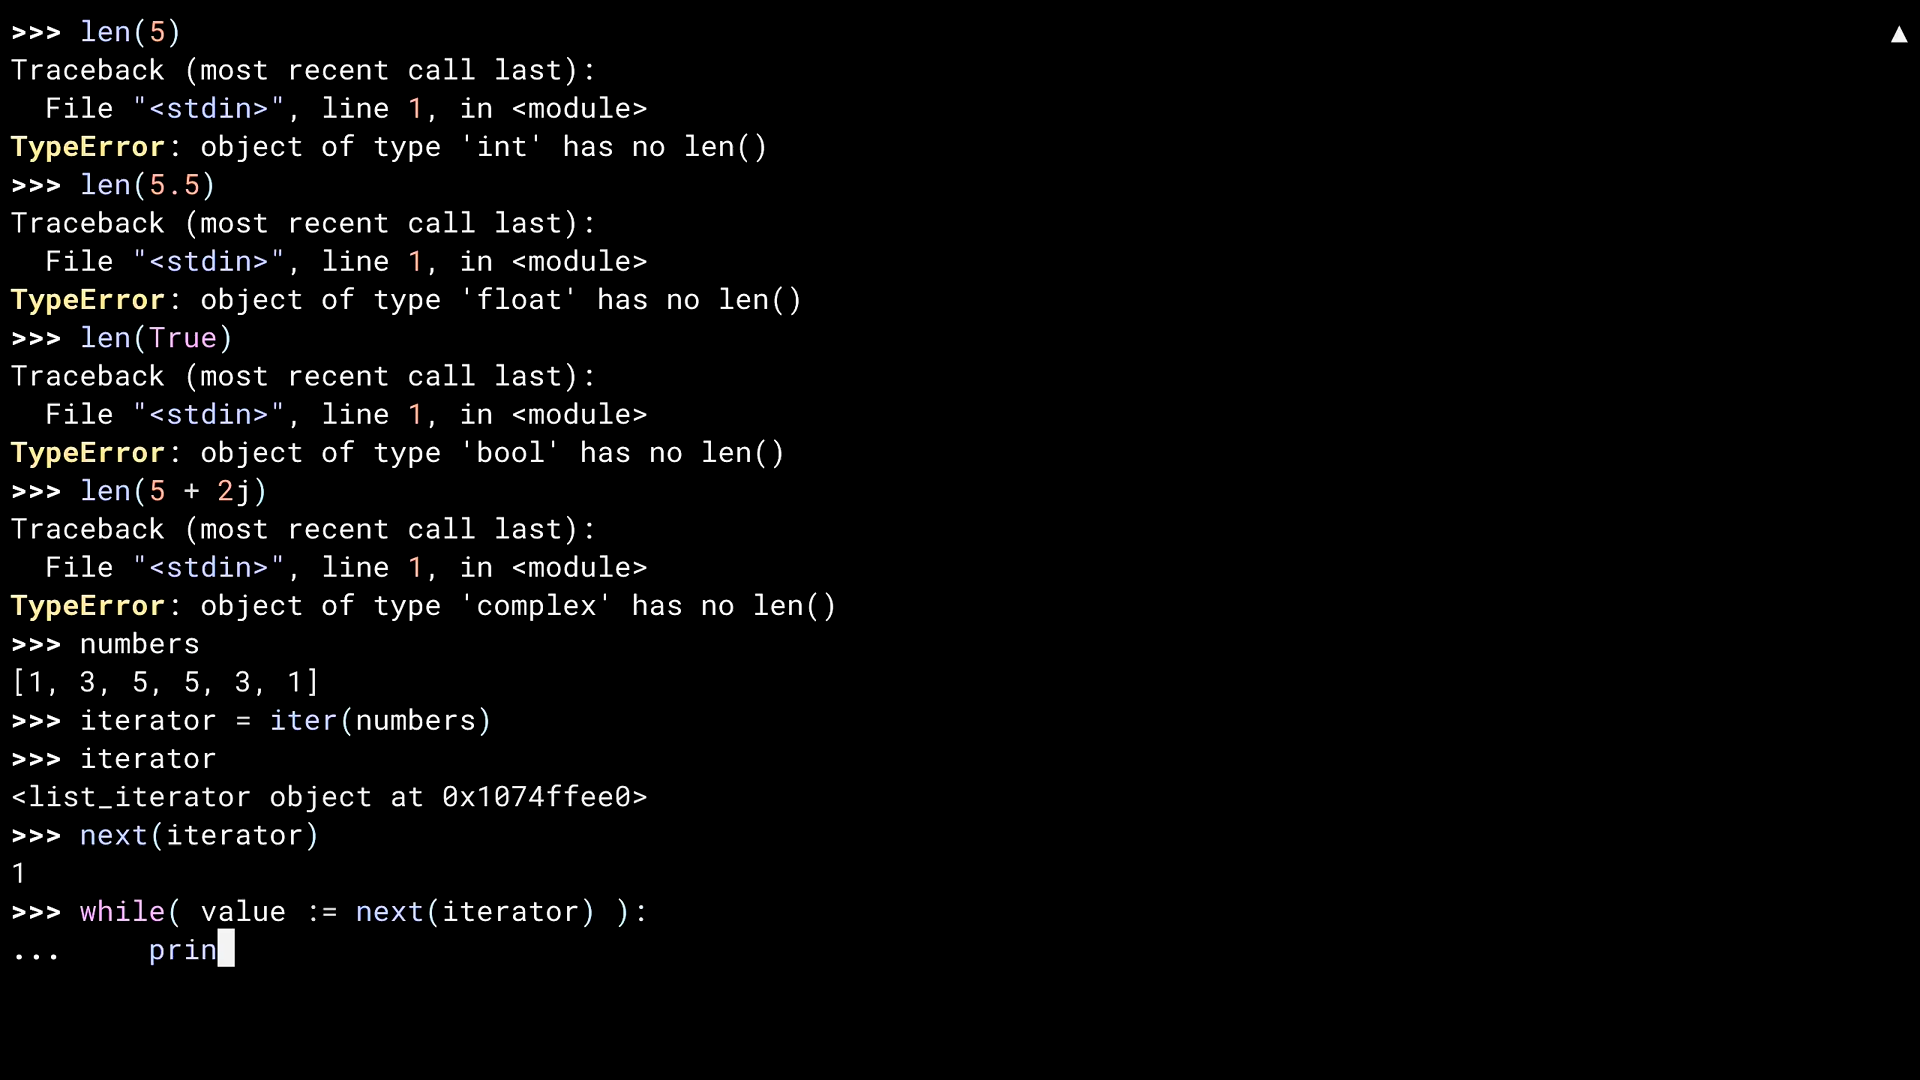 >>> len(5)
Traceback (most recent call last):
  File "<stdin>", line 1, in <module>
TypeError: object of type 'int' has no len()
>>> len(5.5)
Traceback (most recent call last):
  File "<stdin>", line 1, in <module>
TypeError: object of type 'float' has no len()
>>> len(True)
Traceback (most recent call last):
  File "<stdin>", line 1, in <module>
TypeError: object of type 'bool' has no len()
>>> len(5 + 2j)
Traceback (most recent call last):
  File "<stdin>", line 1, in <module>
TypeError: object of type 'complex' has no len()
>>> numbers
[1, 3, 5, 5, 3, 1]
>>> iterator = iter(numbers)
>>> iterator
<list_iterator object at 0x1074ffee0>
>>> next(iterator)
1
>>> while( value := next(iterator) ):
...     prin